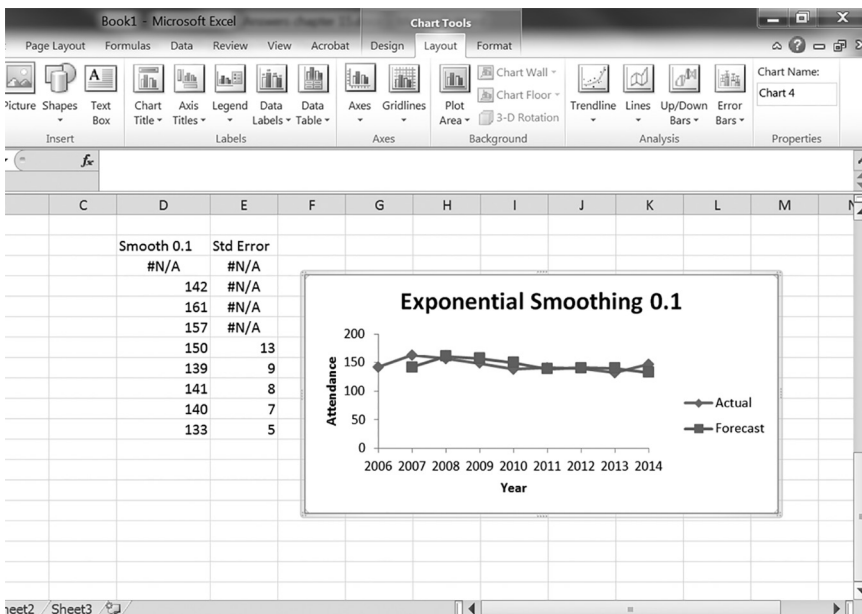 Book1 - Microsoft Excel
Chart Tools
Page Layout Formulas Data Review View Acrobat Design Layout Format
Picture Shapes Text Box
Insert
Chart Title Axis Titles Legend Data Labels Data Table
Labels
Axes Gridlines
Axes
Plot Area
Chart Wall
Chart Floor
3-D Rotation
Background
Trendline Lines Up/Down Bars Error Bars
Analysis
Chart Name:
Chart 4
Properties
fx
C D E F G H I J K L M
Smooth 0.1 Std Error
#N/A #N/A
142 #N/A
161 #N/A
157 #N/A
150 13
139 9
141 8
140 7
133 5
Exponential Smoothing 0.1
200
150
100
50
0
Attendance
2006 2007 2008 2009 2010 2011 2012 2013 2014
Year
Actual
Forecast
Sheet3